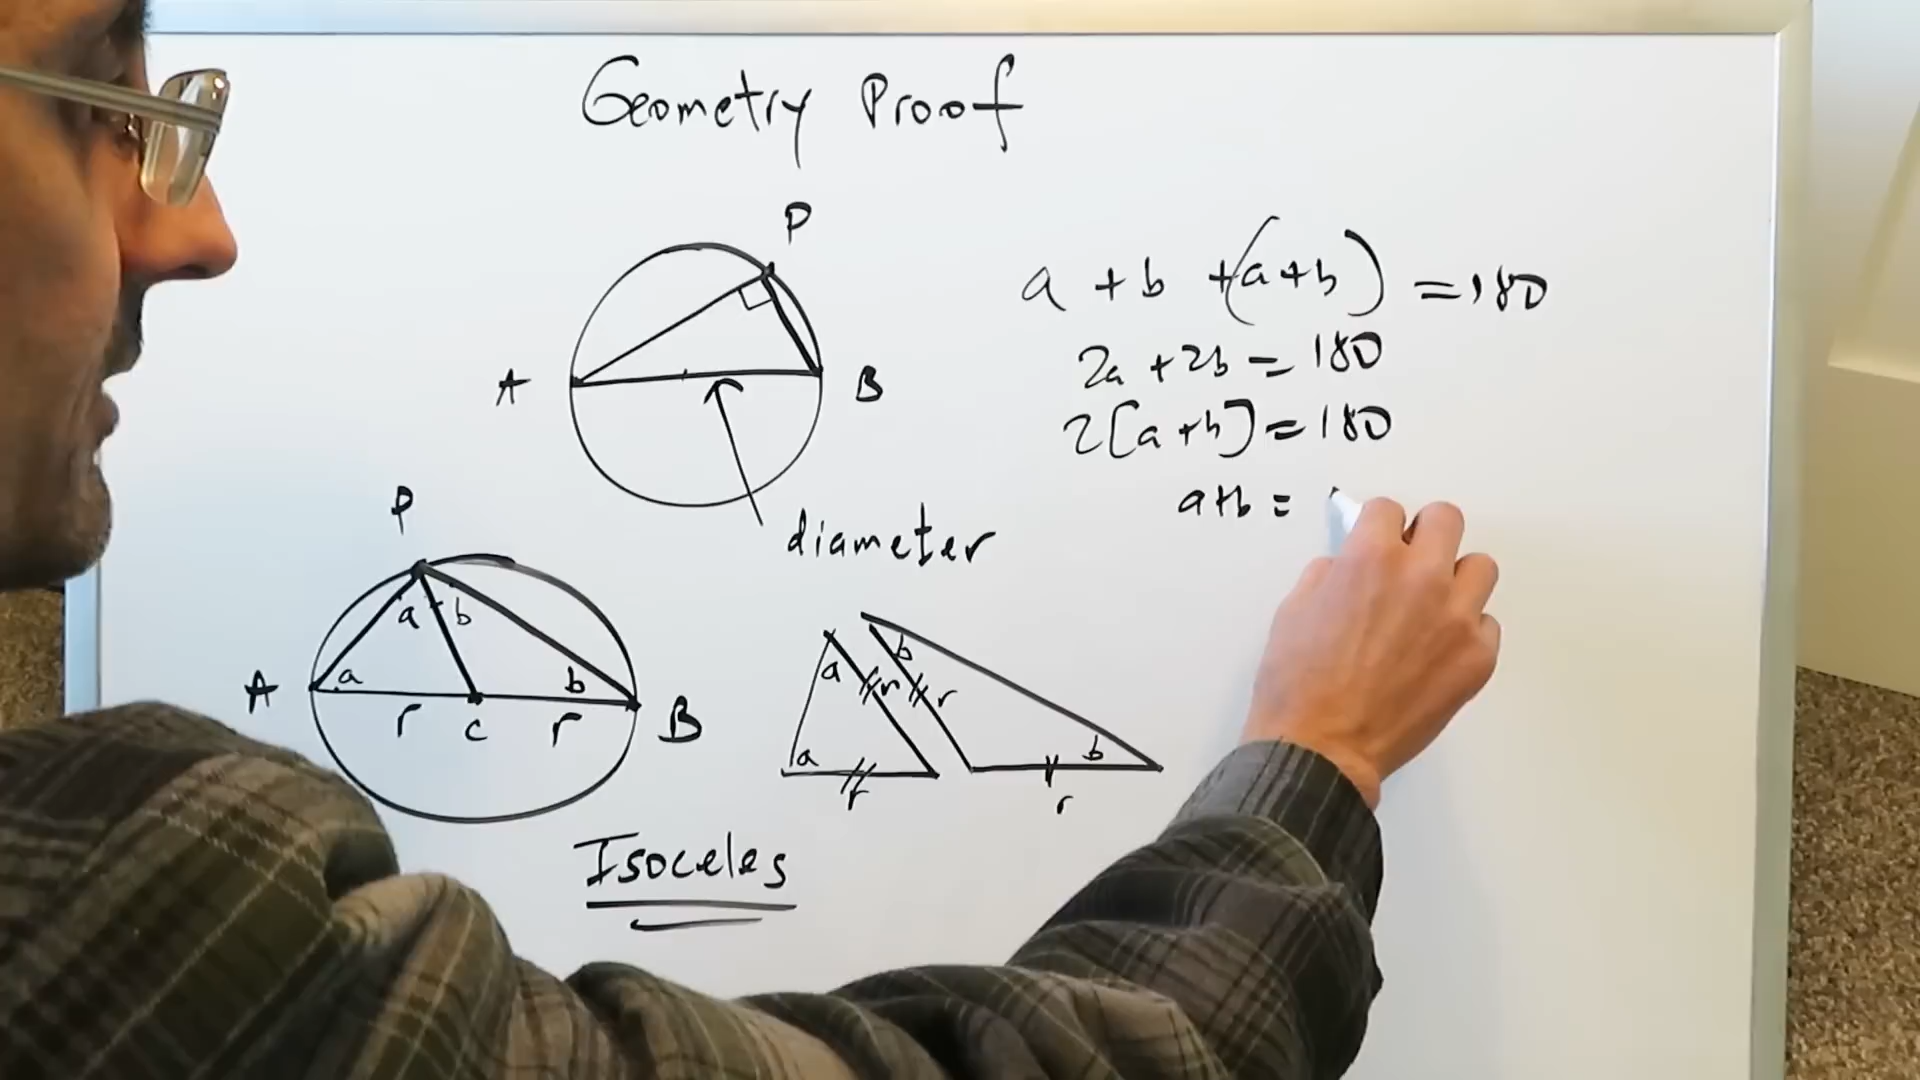 Geometry Proof
P
A
B
diameter
a + b + (a + b) = 180
2a + 2b = 180
2[a + b] = 180
a+b =
P
a b
A a b B
r c r
a r
a
r
b r
b
r
Isoceles